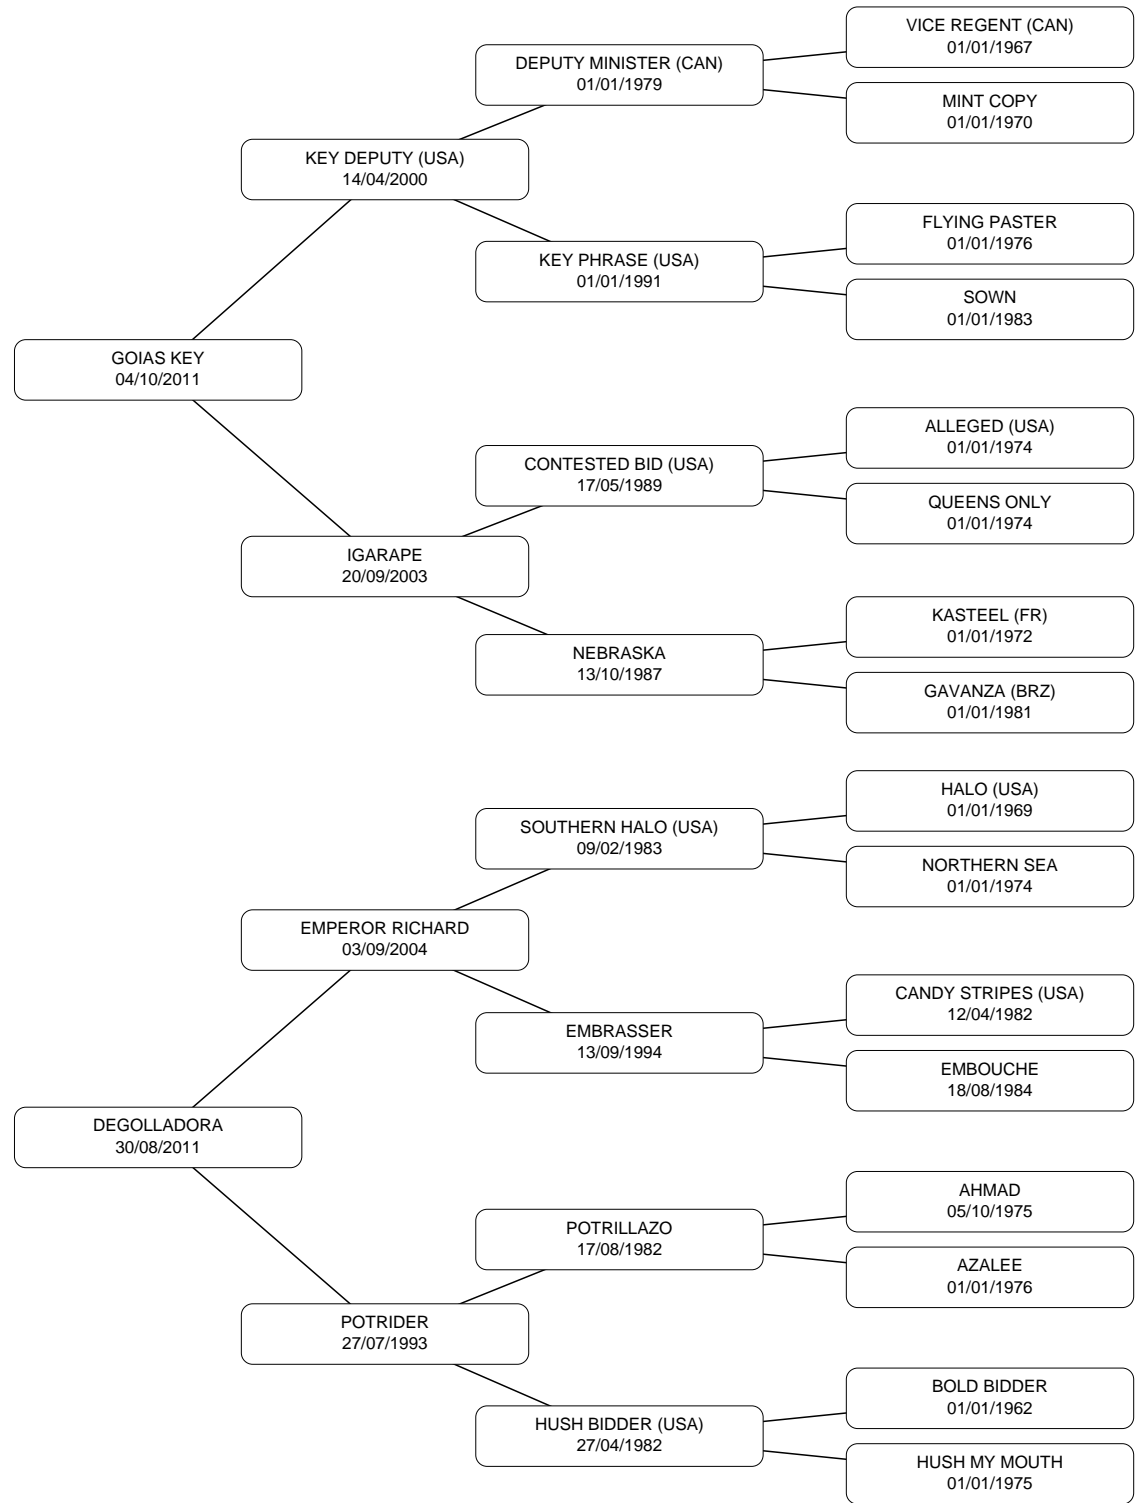 VICE REGENT (CAN)
01/01/1967
DEPUTY MINISTER (CAN)
01/01/1979
MINT COPY
01/01/1970
KEY DEPUTY (USA)
14/04/2000
FLYING PASTER
01/01/1976
KEY PHRASE (USA)
01/01/1991
SOWN
01/01/1983
GOIAS KEY
04/10/2011
ALLEGED (USA)
01/01/1974
CONTESTED BID (USA)
17/05/1989
QUEENS ONLY
01/01/1974
IGARAPE
20/09/2003
KASTEEL (FR)
01/01/1972
NEBRASKA
13/10/1987
GAVANZA (BRZ)
01/01/1981
HALO (USA)
01/01/1969
SOUTHERN HALO (USA)
09/02/1983
NORTHERN SEA
01/01/1974
EMPEROR RICHARD
03/09/2004
CANDY STRIPES (USA)
12/04/1982
EMBRASSER
13/09/1994
EMBOUCHE
18/08/1984
DEGOLLADORA
30/08/2011
AHMAD
05/10/1975
POTRILLAZO
17/08/1982
AZALEE
01/01/1976
POTRIDER
27/07/1993
BOLD BIDDER
01/01/1962
HUSH BIDDER (USA)
27/04/1982
HUSH MY MOUTH
01/01/1975